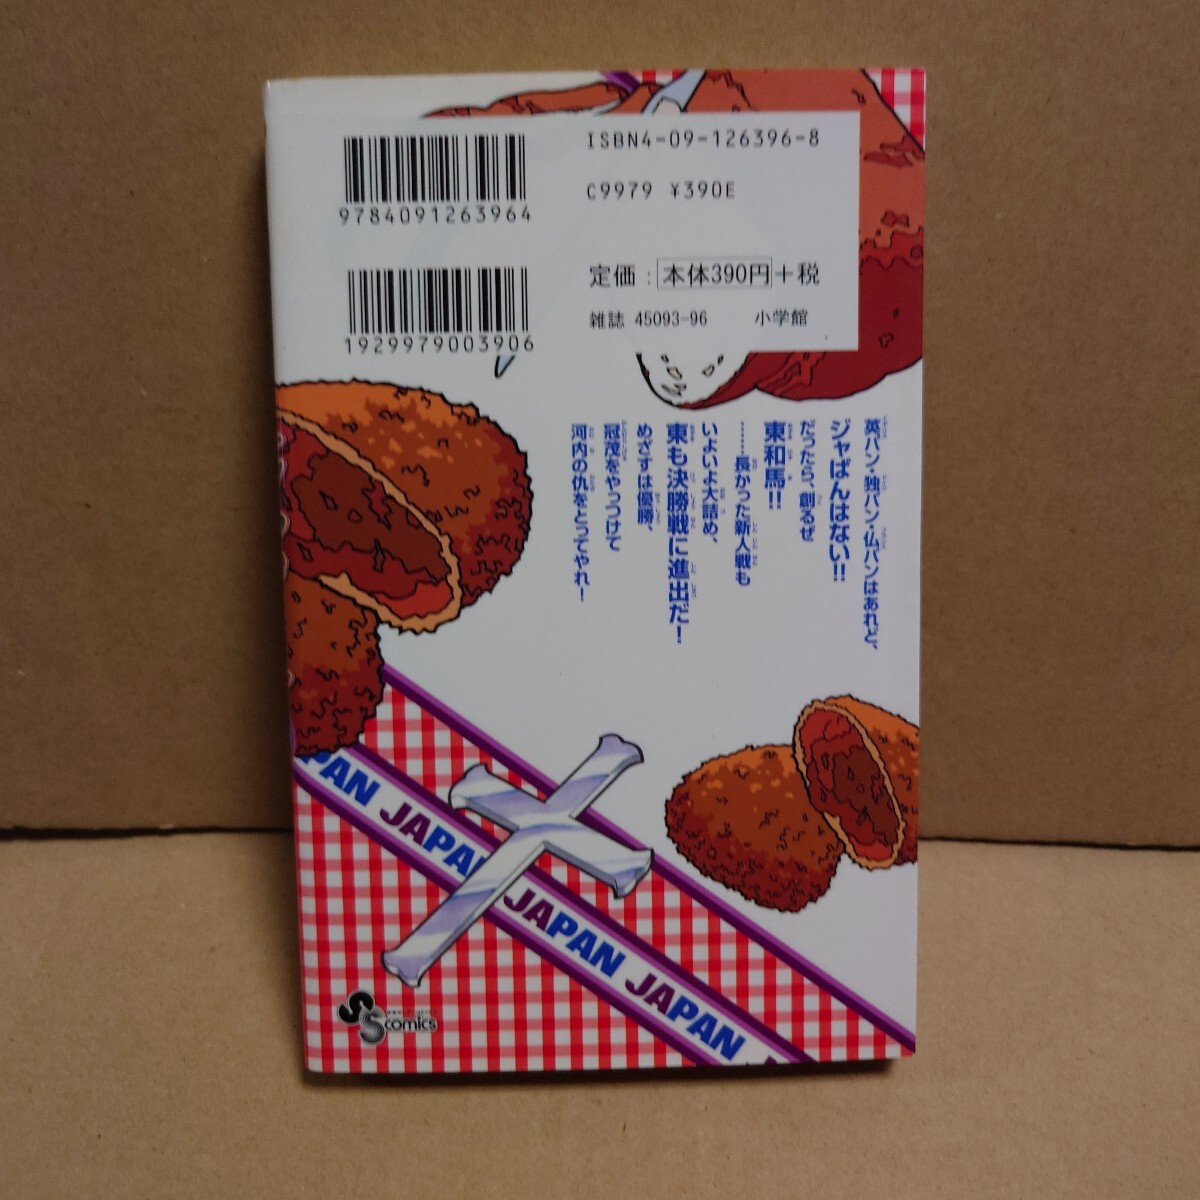 ISBN4-09-126396-8
C9979 ¥390E
9784091263964
定価：本体390円+税
雑誌 45093-96 小学館
1929979003906
英パン・独パン・仏パンはあれど、
ジャぱんはない!!
だったら、創るぜ
東和馬!!
……長かった新人戦も
いよいよ大詰め、
東も決勝戦に進出だ！
めざすは優勝、
冠茂をやっつけて
河内の仇をとってやれ！
PAN JAPAN JAPAN JAPAN
SS comics